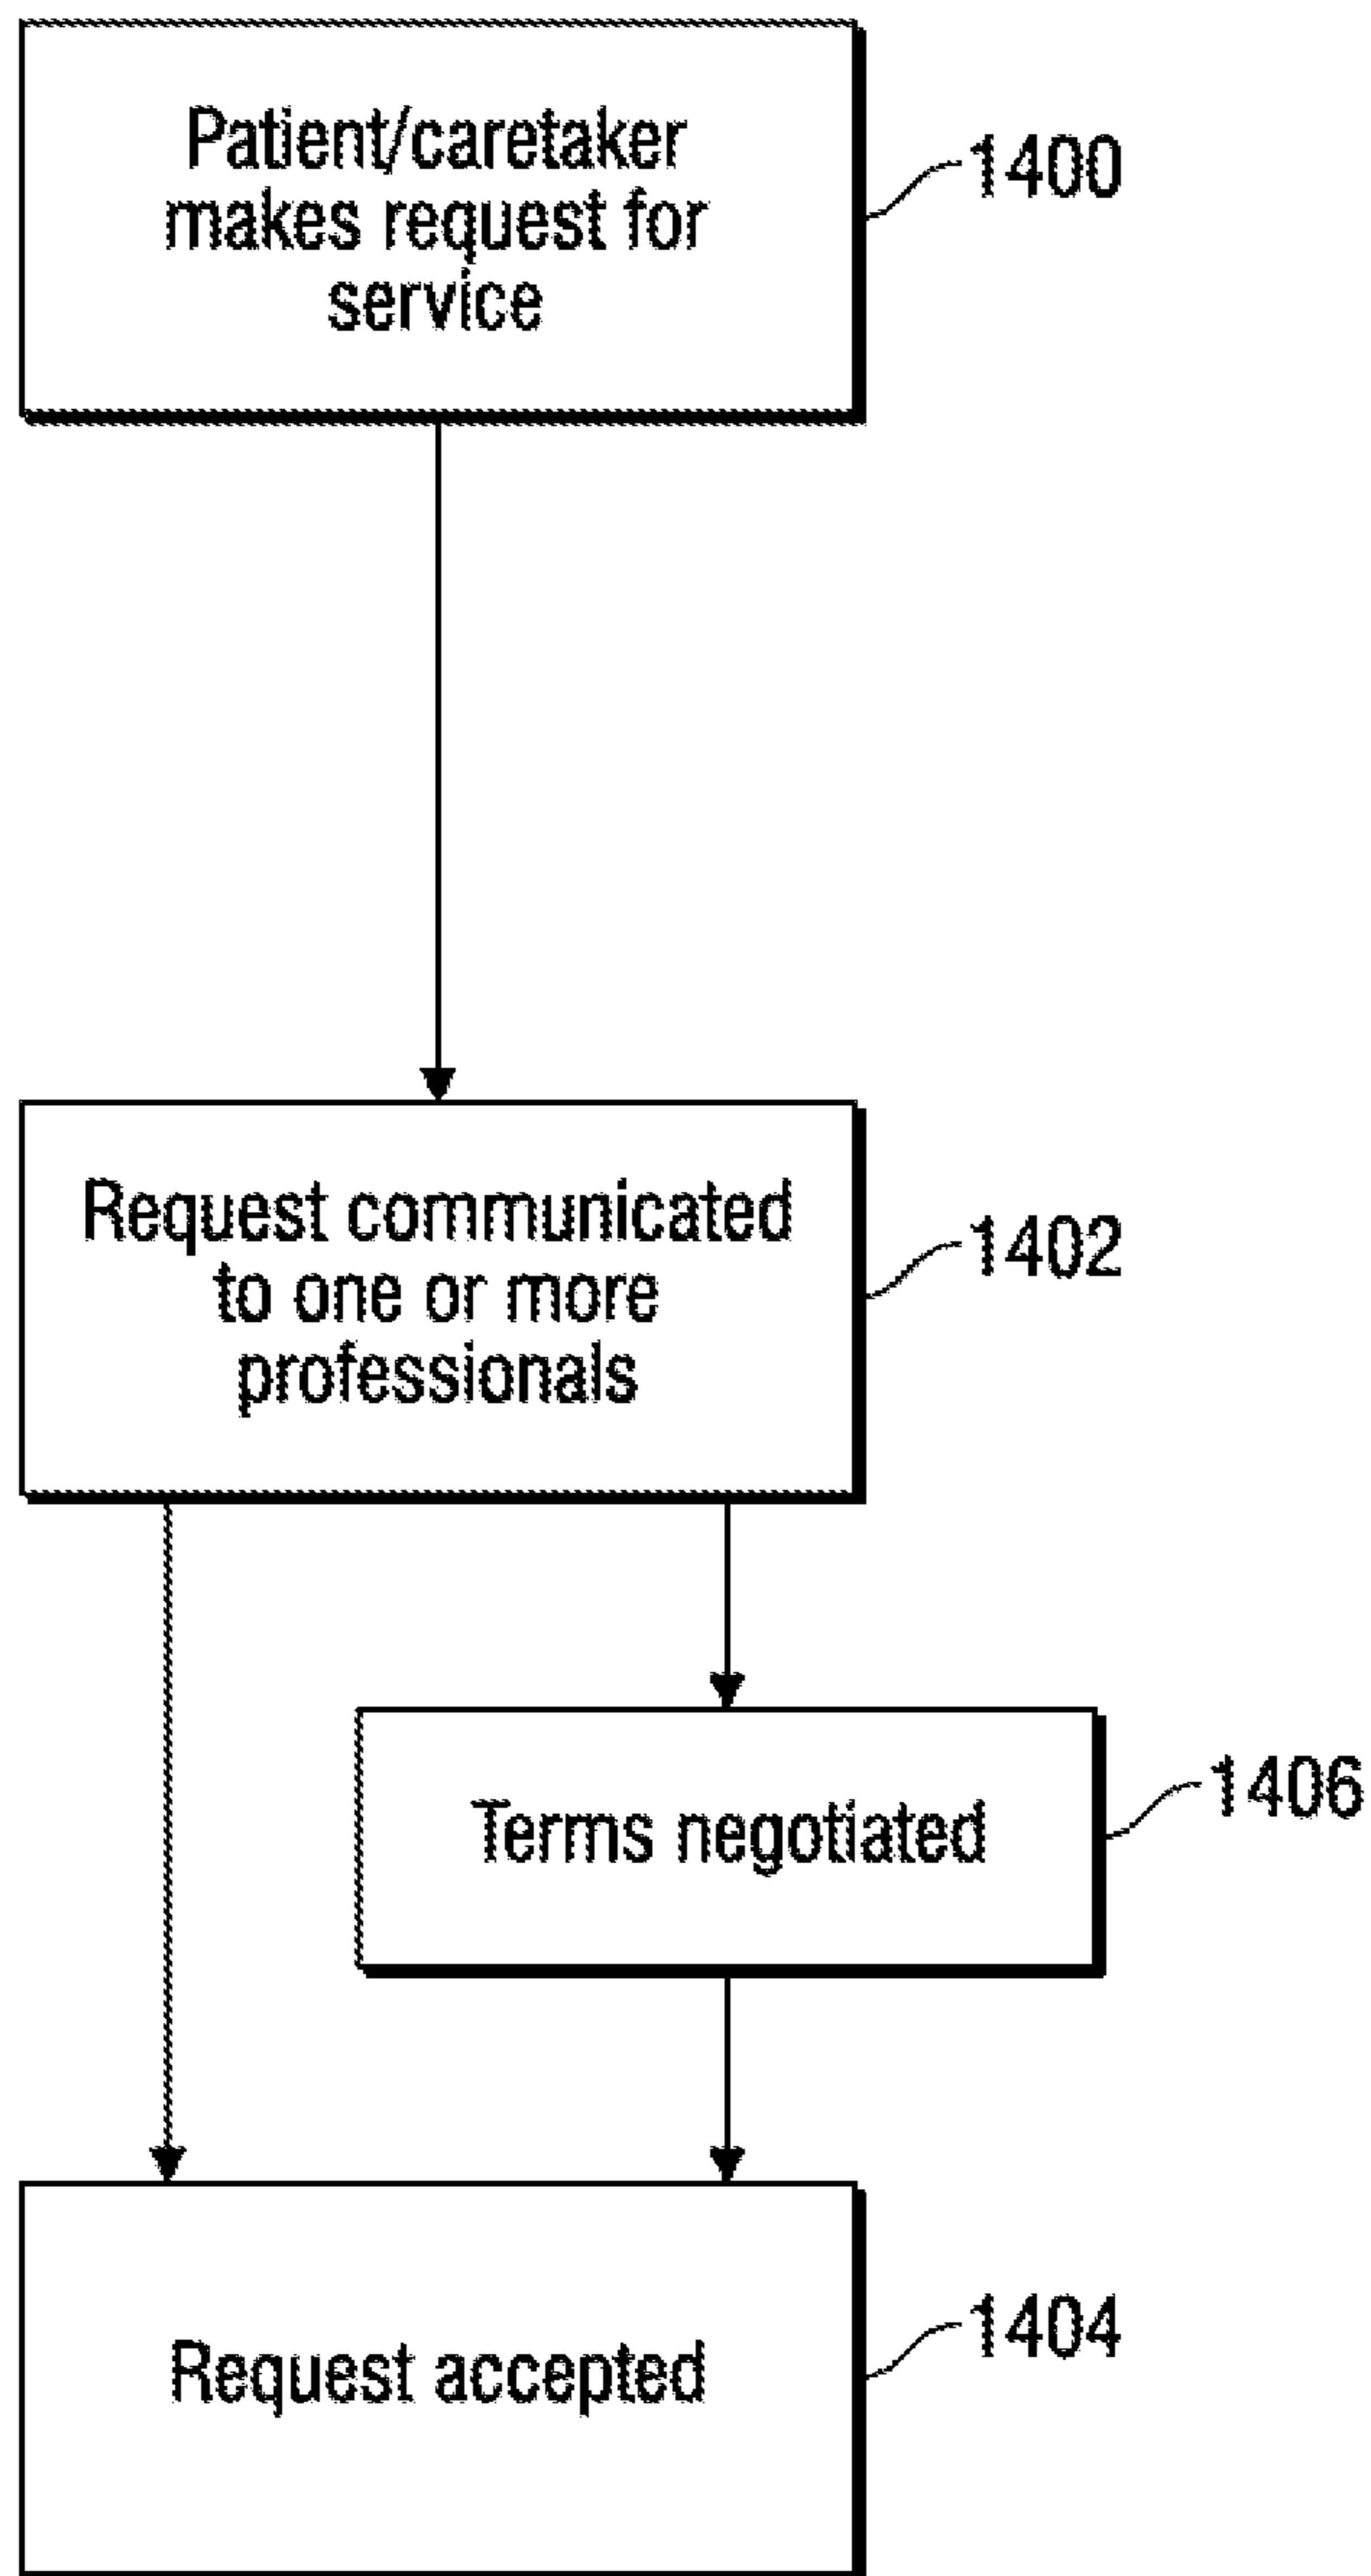 Patient/caretaker
makes request for
service
1400
Request communicated
to one or more
professionals
1402
Terms negotiated
1406
Request accepted
1404